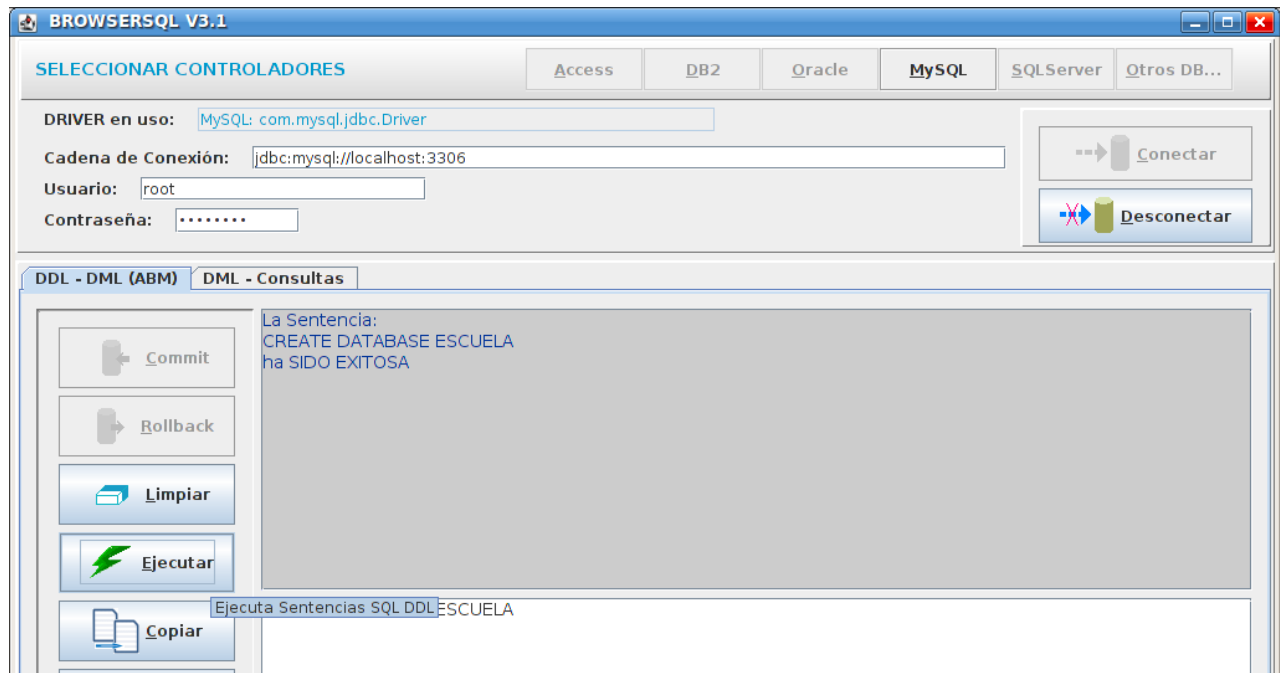 BROWSERSQL V3.1
SELECCIONAR CONTROLADORES
Access
DB2
Oracle
MySQL
SQLServer
Otros DB...
DRIVER en uso: MySQL: com.mysql.jdbc.Driver
Cadena de Conexión: jdbc:mysql://localhost:3306
Usuario: root
Contraseña: ••••••••
Conectar
Desconectar
DDL - DML (ABM)
DML - Consultas
Commit
Rollback
Limpiar
Ejecutar
Copiar
La Sentencia:
CREATE DATABASE ESCUELA
ha SIDO EXITOSA
Ejecuta Sentencias SQL DDL
ESCUELA